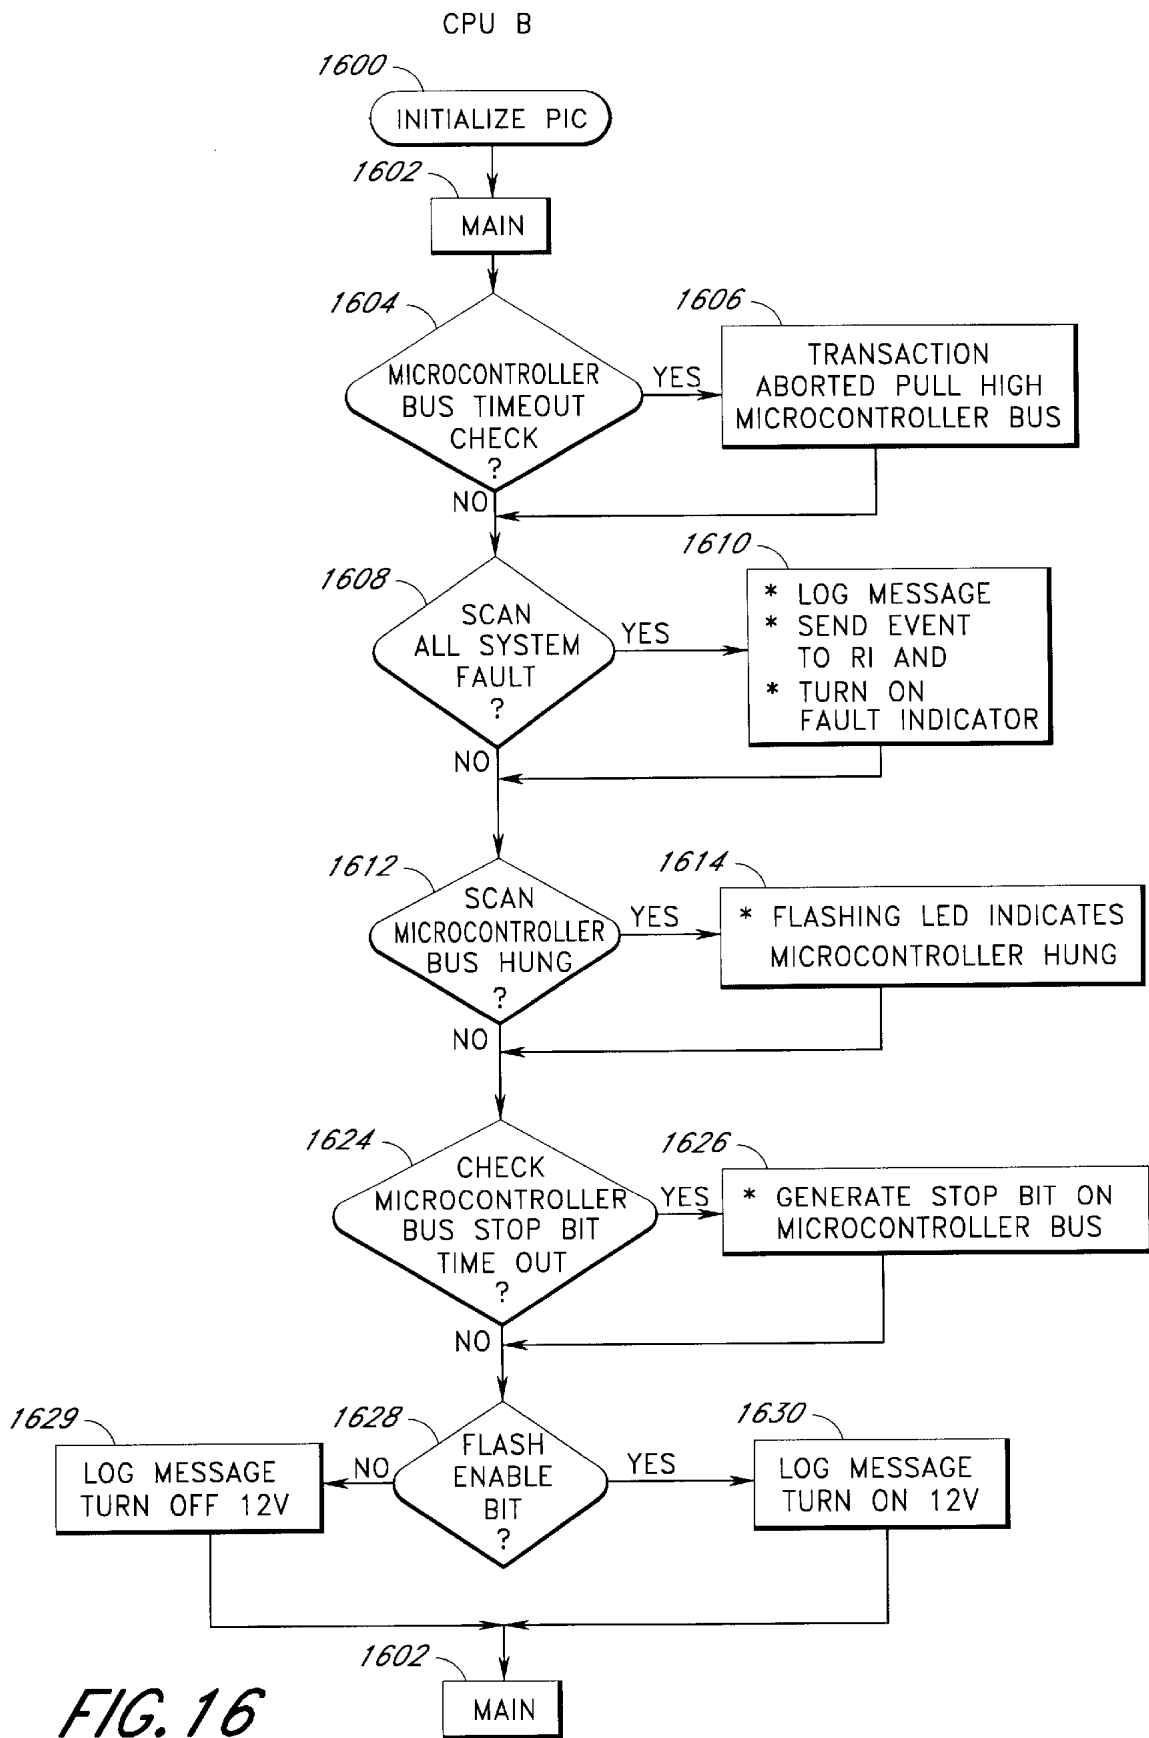 CPU B
1600
INITIALIZE PIC
1602
MAIN
1604
MICROCONTROLLER
BUS TIMEOUT
CHECK
?
YES
1606
TRANSACTION
ABORTED PULL HIGH
MICROCONTROLLER BUS
NO
1608
SCAN
ALL SYSTEM
FAULT
?
YES
1610
* LOG MESSAGE
* SEND EVENT
TO RI AND
* TURN ON
FAULT INDICATOR
NO
1612
SCAN
MICROCONTROLLER
BUS HUNG
?
YES
1614
* FLASHING LED INDICATES
MICROCONTROLLER HUNG
NO
1624
CHECK
MICROCONTROLLER
BUS STOP BIT
TIME OUT
?
YES
1626
* GENERATE STOP BIT ON
MICROCONTROLLER BUS
NO
1628
FLASH
ENABLE
BIT
?
NO
1629
LOG MESSAGE
TURN OFF 12V
YES
1630
LOG MESSAGE
TURN ON 12V
1602
MAIN
FIG. 16